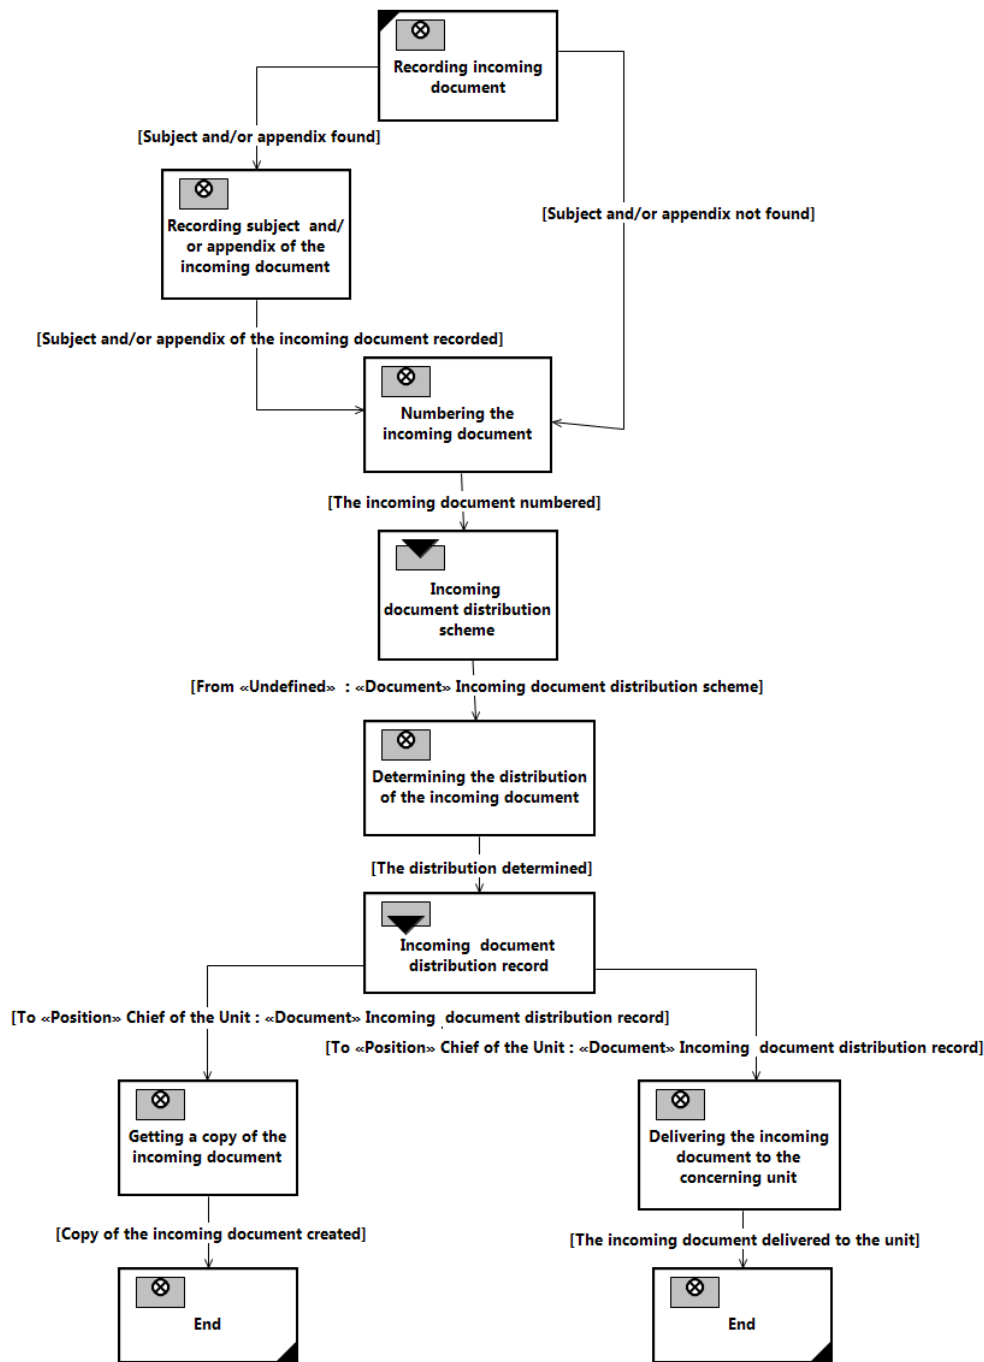 Recording incoming
document
[Subject and/or appendix found]
[Subject and/or appendix not found]
Recording subject and/
or appendix of the
incoming document
[Subject and/or appendix of the incoming document recorded]
Numbering the
incoming document
[The incoming document numbered]
Incoming
document distribution
scheme
[From «Undefined» : «Document» Incoming document distribution scheme]
Determining the distribution
of the incoming document
[The distribution determined]
Incoming document
distribution record
[To «Position» Chief of the Unit : «Document» Incoming document distribution record]
[To «Position» Chief of the Unit : «Document» Incoming document distribution record]
Getting a copy of the
incoming document
Delivering the incoming
document to the
concerning unit
[Copy of the incoming document created]
[The incoming document delivered to the unit]
End
End